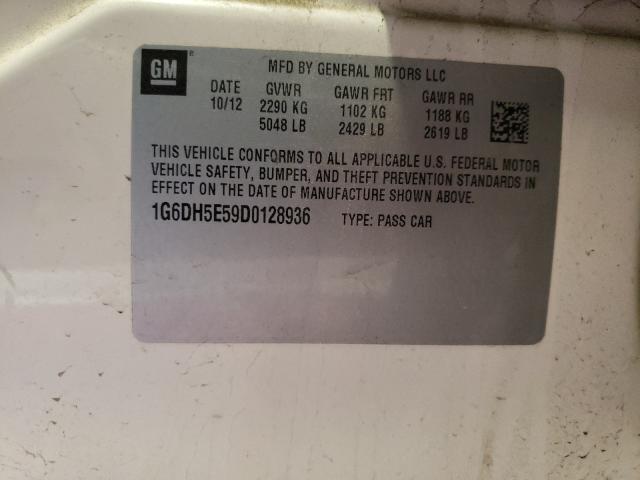 GM ®
MFD BY GENERAL MOTORS LLC
DATE GVWR GAWR FRT GAWR RR
10/12 2290 KG 1102 KG 1188 KG
5048 LB 2429 LB 2619 LB
THIS VEHICLE CONFORMS TO ALL APPLICABLE U.S. FEDERAL MOTOR
VEHICLE SAFETY, BUMPER, AND THEFT PREVENTION STANDARDS IN
EFFECT ON THE DATE OF MANUFACTURE SHOWN ABOVE.
1G6DH5E59D0128936 TYPE: PASS CAR